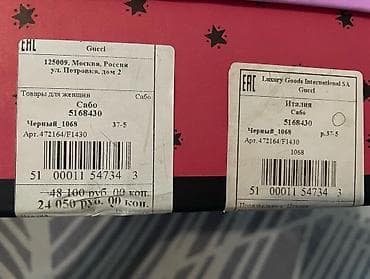 EAC
Gucci
125009, Москва, Россия
ул. Петровка, дом 2
Товары для женщин
Сабо
Сабо
5168430
Черный_1069 37-5
Арт.472164/F1430
51 00011 54734 3
48 100 руб. 00 коп.
24 050 руб. 00 коп.
EAC
Luxury Goods International SA
Gucci
Италия
Сабо
5168430
Черный_1069 р.37-5
Арт.472164/F1430
1068
51 00011 54734 3